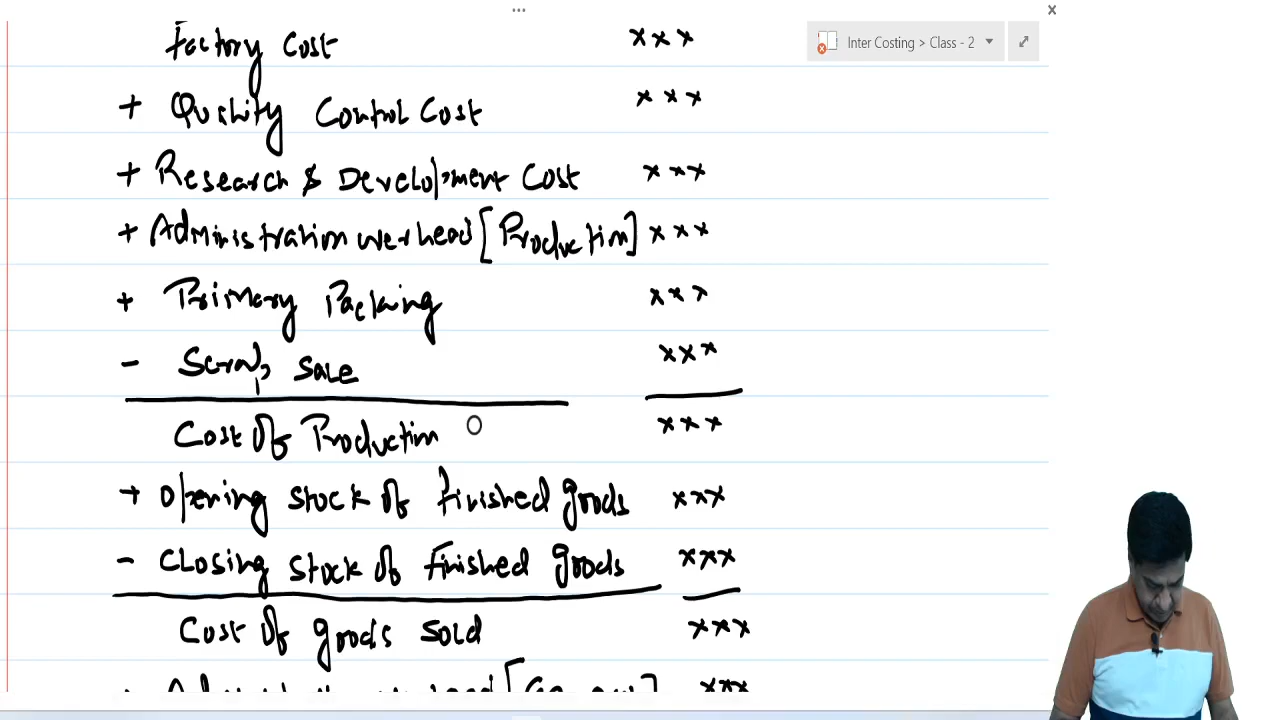 Inter Costing > Class - 2
Factory Cost xxx
+ Quality Control Cost xxx
+ Research & Development Cost xxx
+ Administration overhead [Production] xxx
+ Primary Packing xxx
- Scrap Sale xxx
Cost of Production xxx
+ Opening stock of finished goods xxx
- Closing stock of finished goods xxx
Cost of goods sold xxx